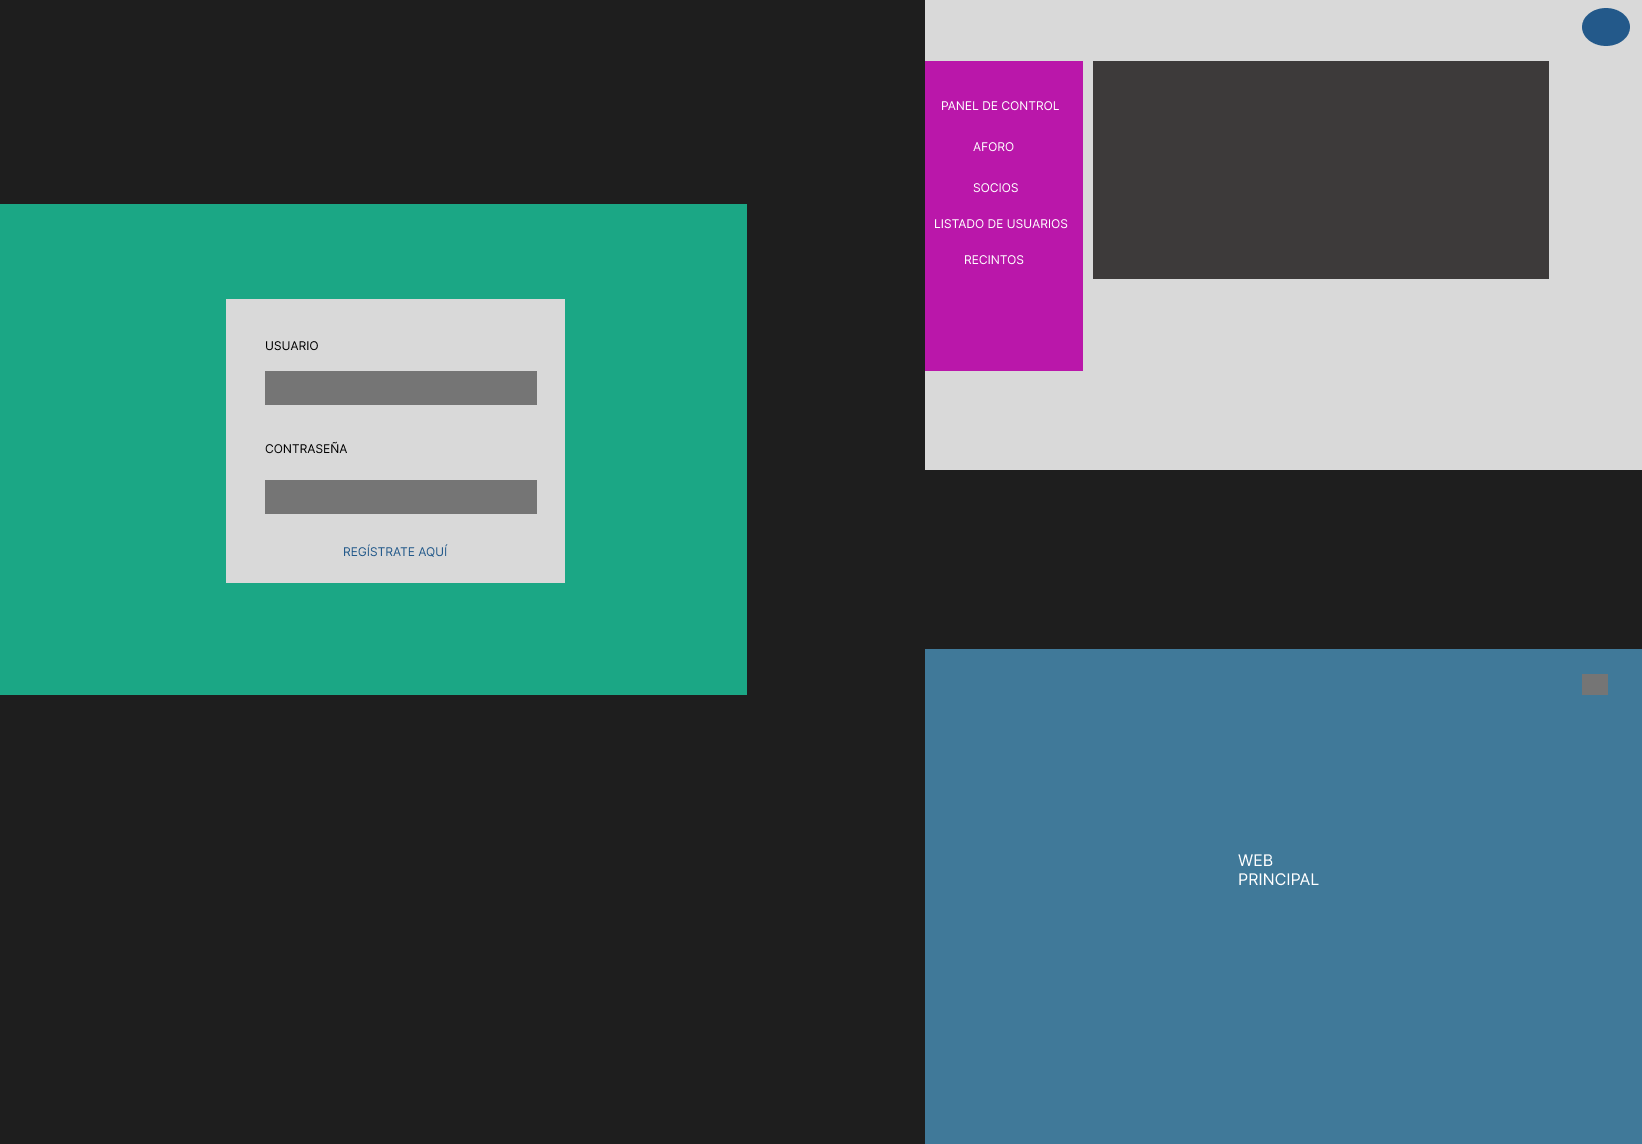 USUARIO
CONTRASEÑA
REGÍSTRATE AQUÍ
PANEL DE CONTROL
AFORO
SOCIOS
LISTADO DE USUARIOS
RECINTOS
WEB
PRINCIPAL